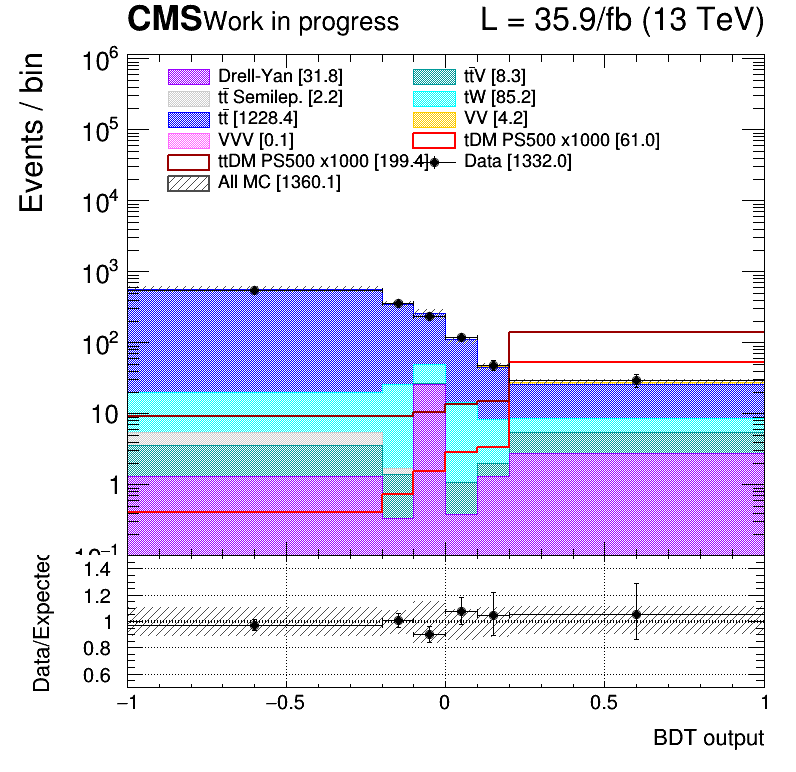 CMS Work in progress L = 35.9/fb (13 TeV)
Events / bin
10⁶
10⁵
10⁴
10³
10²
10
1
10⁻¹
Drell-Yan [31.8] tt̄V [8.3]
tt̄ Semilep. [2.2] tW [85.2]
tt̄ [1228.4] VV [4.2]
VVV [0.1] tDM PS500 x1000 [61.0]
ttDM PS500 x1000 [199.4] Data [1332.0]
All MC [1360.1]
Data/Expected
1.4
1.2
1
0.8
0.6
−1 −0.5 0 0.5 1
BDT output